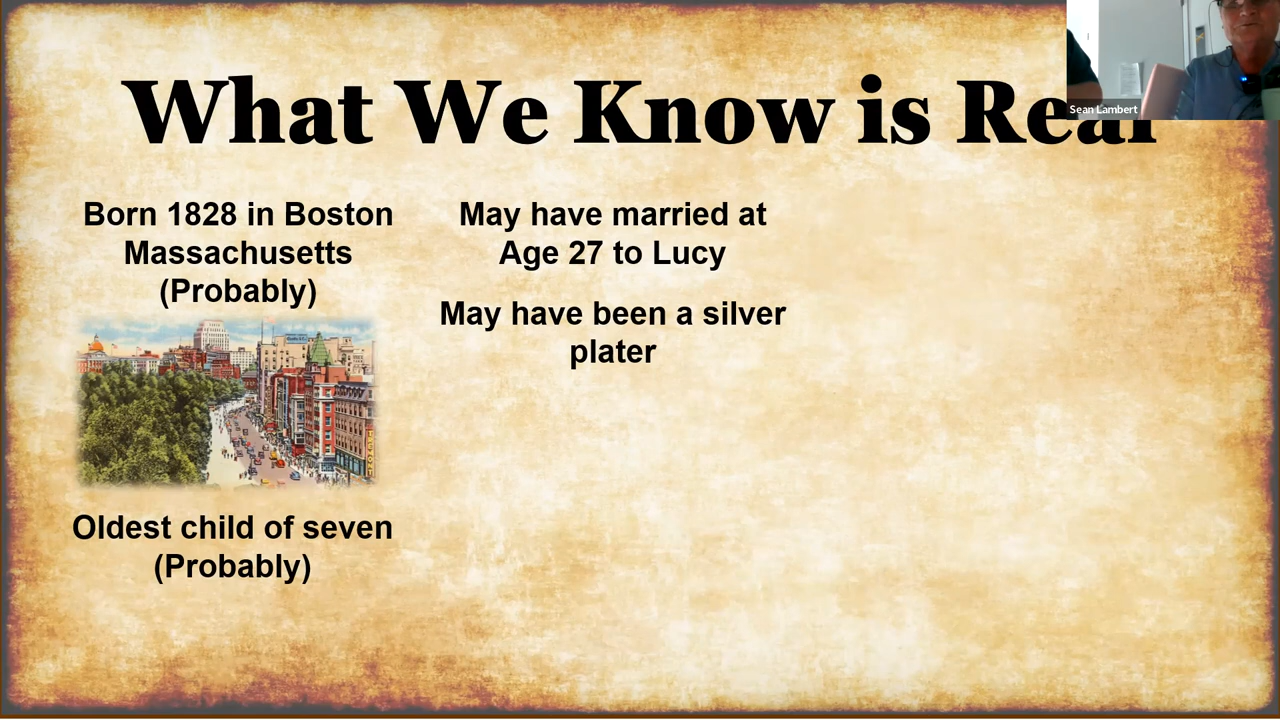 What We Know is Real
Sean Lambert
Born 1828 in Boston
Massachusetts
(Probably)
Oldest child of seven
(Probably)
May have married at
Age 27 to Lucy
May have been a silver
plater